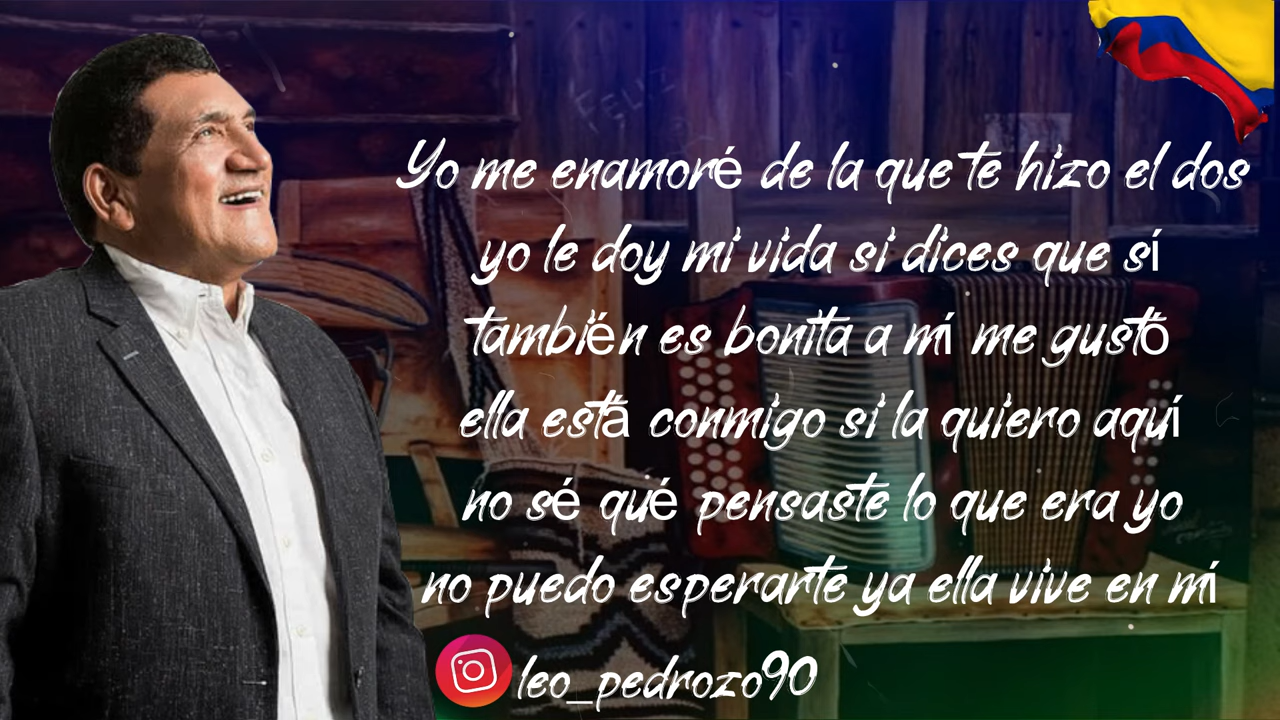 Yo me enamoré de la que te hizo el dos
yo le doy mi vida si dices que sí
también es bonita a mí me gustó
ella está conmigo si la quiero aquí
no sé qué pensaste lo que era yo
no puedo esperarte ya ella vive en mí
leo_pedrozo90